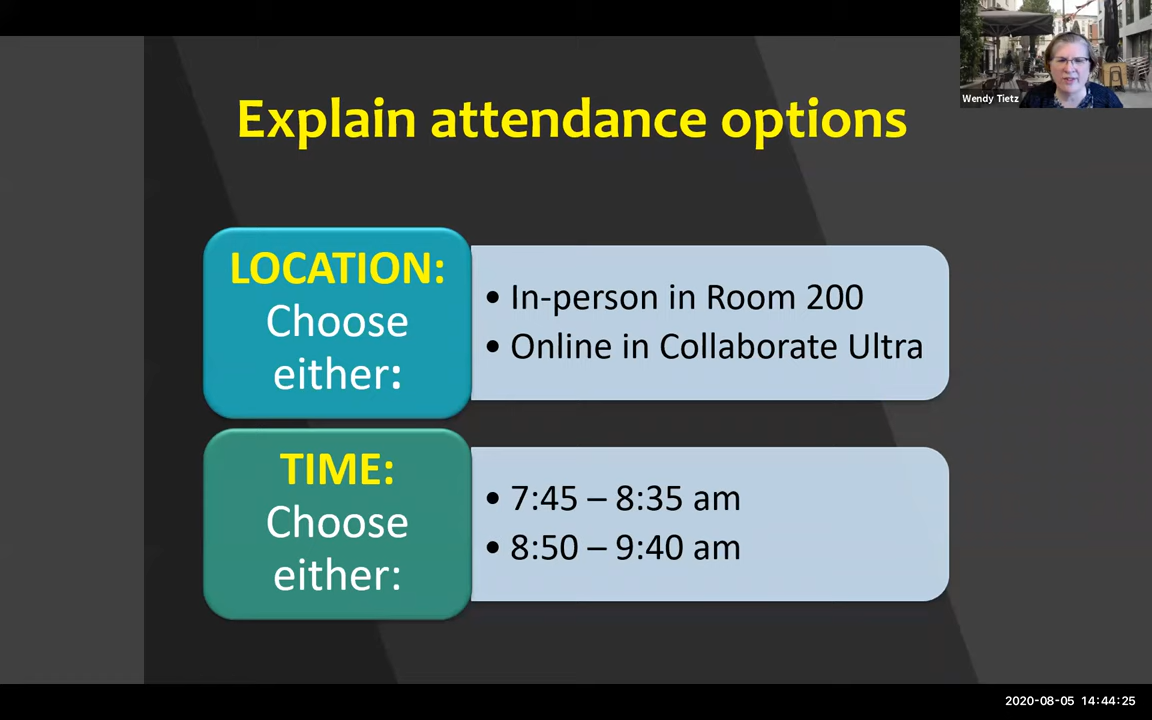 Explain attendance options
Wendy Tietz
LOCATION:
Choose
either:
• In-person in Room 200
• Online in Collaborate Ultra
TIME:
Choose
either:
• 7:45 – 8:35 am
• 8:50 – 9:40 am
2020-08-05 14:44:25